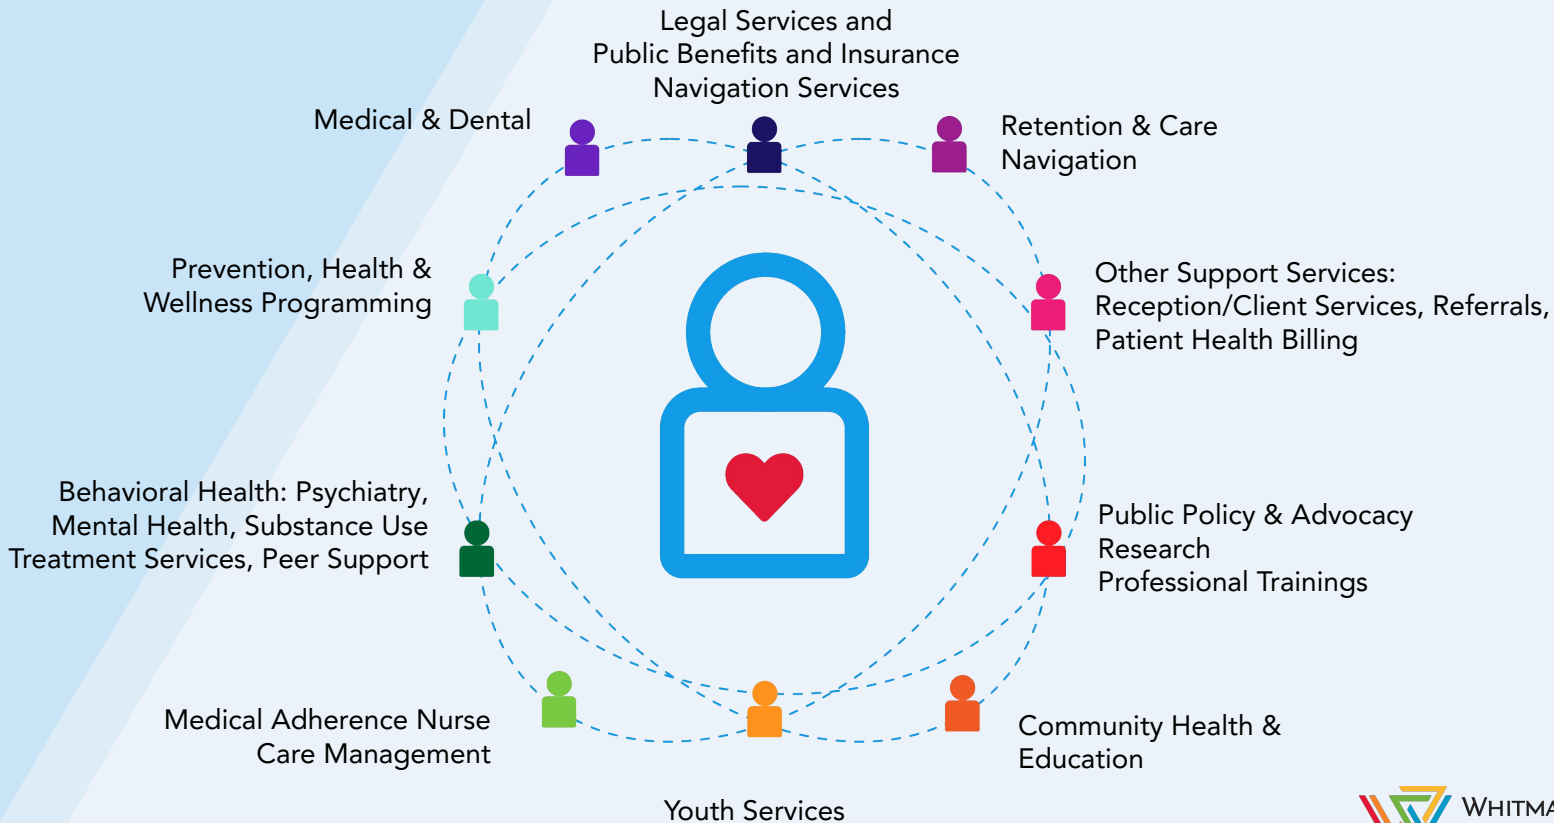 Legal Services and
Public Benefits and Insurance
Navigation Services
Medical & Dental
Retention & Care
Navigation
Prevention, Health &
Wellness Programming
Other Support Services:
Reception/Client Services, Referrals,
Patient Health Billing
Behavioral Health: Psychiatry,
Mental Health, Substance Use
Treatment Services, Peer Support
Public Policy & Advocacy
Research
Professional Trainings
Medical Adherence Nurse
Care Management
Community Health &
Education
Youth Services